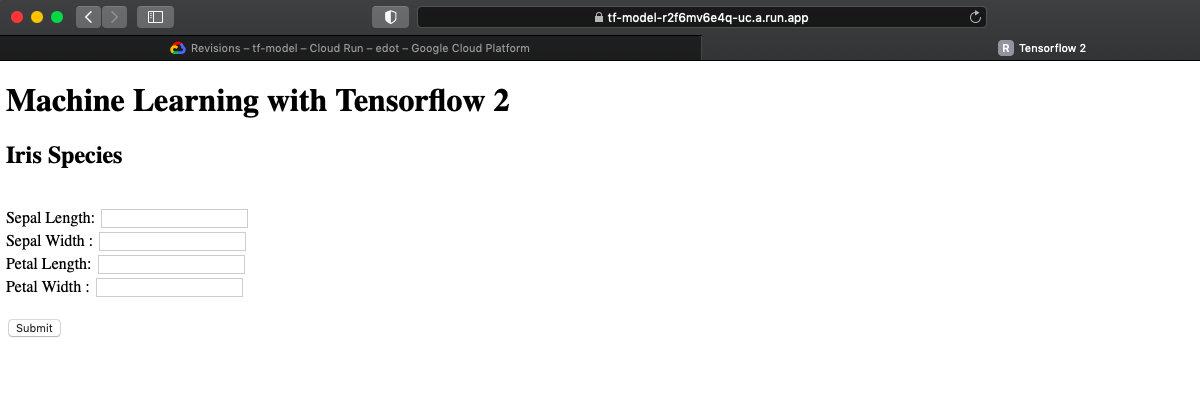 tf-model-r2f6mv6e4q-uc.a.run.app
Revisions – tf-model – Cloud Run – edot – Google Cloud Platform
R Tensorflow 2
Machine Learning with Tensorflow 2
Iris Species
Sepal Length:
Sepal Width :
Petal Length:
Petal Width :
Submit